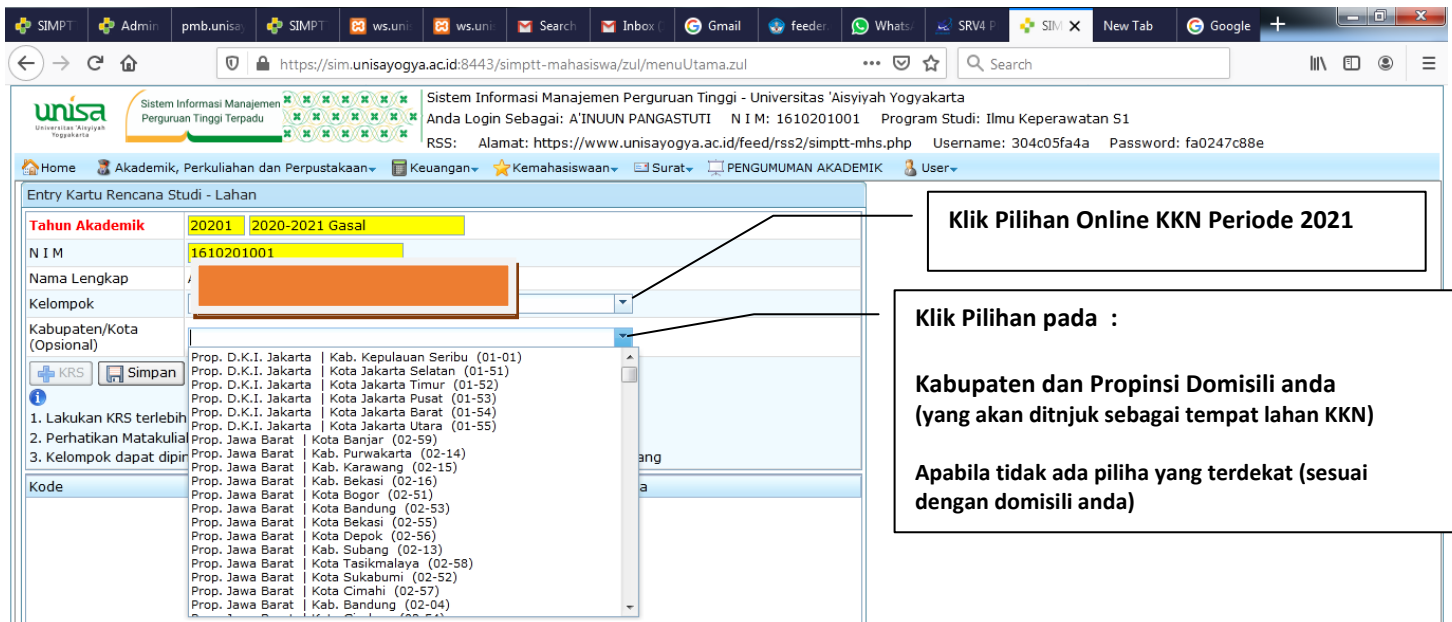 SIMPT
Admin
pmb.unisay
SIMPT
ws.unis
ws.unis
Search
Inbox (
Gmail
feeder.
WhatsA
SRV4 P
SIM
New Tab
Google
https://sim.unisayogya.ac.id:8443/simptt-mahasiswa/zul/menuUtama.zul
Search
unisa
Universitas 'Aisyiyah
Yogyakarta
Sistem Informasi Manajemen
Perguruan Tinggi Terpadu
Sistem Informasi Manajemen Perguruan Tinggi - Universitas 'Aisyiyah Yogyakarta
Anda Login Sebagai: A'INUUN PANGASTUTI N I M: 1610201001 Program Studi: Ilmu Keperawatan S1
RSS: Alamat: https://www.unisayogya.ac.id/feed/rss2/simptt-mhs.php Username: 304c05fa4a Password: fa0247c88e
Home Akademik, Perkuliahan dan Perpustakaan Keuangan Kemahasiswaan Surat PENGUMUMAN AKADEMIK User
Entry Kartu Rencana Studi - Lahan
Tahun Akademik 20201 2020-2021 Gasal
N I M 1610201001
Nama Lengkap
Kelompok
Kabupaten/Kota
(Opsional)
KRS Simpan
1. Lakukan KRS terlebih
2. Perhatikan Matakuliah
3. Kelompok dapat dipin ang
Kode a
Prop. D.K.I. Jakarta | Kab. Kepulauan Seribu (01-01)
Prop. D.K.I. Jakarta | Kota Jakarta Selatan (01-51)
Prop. D.K.I. Jakarta | Kota Jakarta Timur (01-52)
Prop. D.K.I. Jakarta | Kota Jakarta Pusat (01-53)
Prop. D.K.I. Jakarta | Kota Jakarta Barat (01-54)
Prop. D.K.I. Jakarta | Kota Jakarta Utara (01-55)
Prop. Jawa Barat | Kota Banjar (02-59)
Prop. Jawa Barat | Kab. Purwakarta (02-14)
Prop. Jawa Barat | Kab. Karawang (02-15)
Prop. Jawa Barat | Kab. Bekasi (02-16)
Prop. Jawa Barat | Kota Bogor (02-51)
Prop. Jawa Barat | Kota Bandung (02-53)
Prop. Jawa Barat | Kota Bekasi (02-55)
Prop. Jawa Barat | Kota Depok (02-56)
Prop. Jawa Barat | Kab. Subang (02-13)
Prop. Jawa Barat | Kota Tasikmalaya (02-58)
Prop. Jawa Barat | Kota Sukabumi (02-52)
Prop. Jawa Barat | Kota Cimahi (02-57)
Prop. Jawa Barat | Kab. Bandung (02-04)
Klik Pilihan Online KKN Periode 2021
Klik Pilihan pada :
Kabupaten dan Propinsi Domisili anda
(yang akan ditnjuk sebagai tempat lahan KKN)
Apabila tidak ada piliha yang terdekat (sesuai
dengan domisili anda)